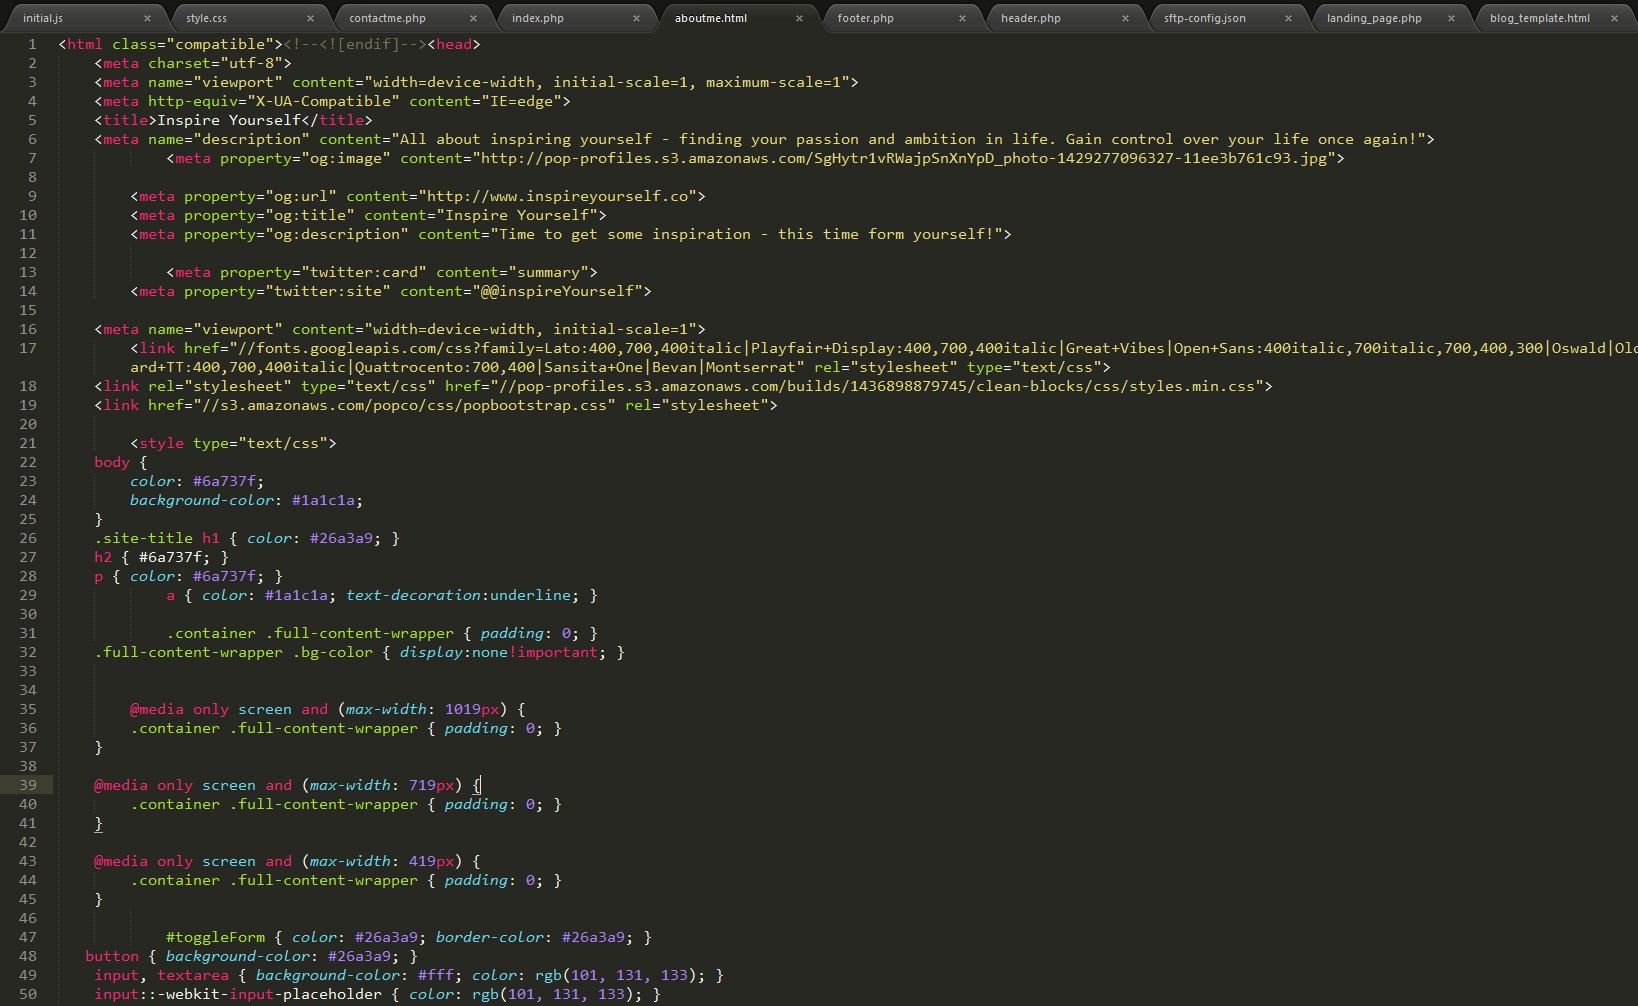 initial.js × style.css × contactme.php × index.php × aboutme.html × footer.php × header.php × sftp-config.json × landing_page.php × blog_template.html ×
1 <html class="compatible"><!--<![endif]--><head>
2 <meta charset="utf-8">
3 <meta name="viewport" content="width=device-width, initial-scale=1, maximum-scale=1">
4 <meta http-equiv="X-UA-Compatible" content="IE=edge">
5 <title>Inspire Yourself</title>
6 <meta name="description" content="All about inspiring yourself - finding your passion and ambition in life. Gain control over your life once again!">
7 <meta property="og:image" content="http://pop-profiles.s3.amazonaws.com/SgHytr1vRWajpSnXnYpD_photo-1429277096327-11ee3b761c93.jpg">
8
9 <meta property="og:url" content="http://www.inspireyourself.co">
10 <meta property="og:title" content="Inspire Yourself">
11 <meta property="og:description" content="Time to get some inspiration - this time form yourself!">
12
13 <meta property="twitter:card" content="summary">
14 <meta property="twitter:site" content="@@inspireYourself">
15
16 <meta name="viewport" content="width=device-width, initial-scale=1">
17 <link href="//fonts.googleapis.com/css?family=Lato:400,700,400italic|Playfair+Display:400,700,400italic|Great+Vibes|Open+Sans:400italic,700italic,700,400,300|Oswald|Old
ard+TT:400,700,400italic|Quattrocento:700,400|Sansita+One|Bevan|Montserrat" rel="stylesheet" type="text/css">
18 <link rel="stylesheet" type="text/css" href="//pop-profiles.s3.amazonaws.com/builds/1436898879745/clean-blocks/css/styles.min.css">
19 <link href="//s3.amazonaws.com/popco/css/popbootstrap.css" rel="stylesheet">
20
21 <style type="text/css">
22 body {
23 color: #6a737f;
24 background-color: #1a1c1a;
25 }
26 .site-title h1 { color: #26a3a9; }
27 h2 { #6a737f; }
28 p { color: #6a737f; }
29 a { color: #1a1c1a; text-decoration:underline; }
30
31 .container .full-content-wrapper { padding: 0; }
32 .full-content-wrapper .bg-color { display:none!important; }
33
34
35 @media only screen and (max-width: 1019px) {
36 .container .full-content-wrapper { padding: 0; }
37 }
38
39 @media only screen and (max-width: 719px) {
40 .container .full-content-wrapper { padding: 0; }
41 }
42
43 @media only screen and (max-width: 419px) {
44 .container .full-content-wrapper { padding: 0; }
45 }
46
47 #toggleForm { color: #26a3a9; border-color: #26a3a9; }
48 button { background-color: #26a3a9; }
49 input, textarea { background-color: #fff; color: rgb(101, 131, 133); }
50 input::-webkit-input-placeholder { color: rgb(101, 131, 133); }